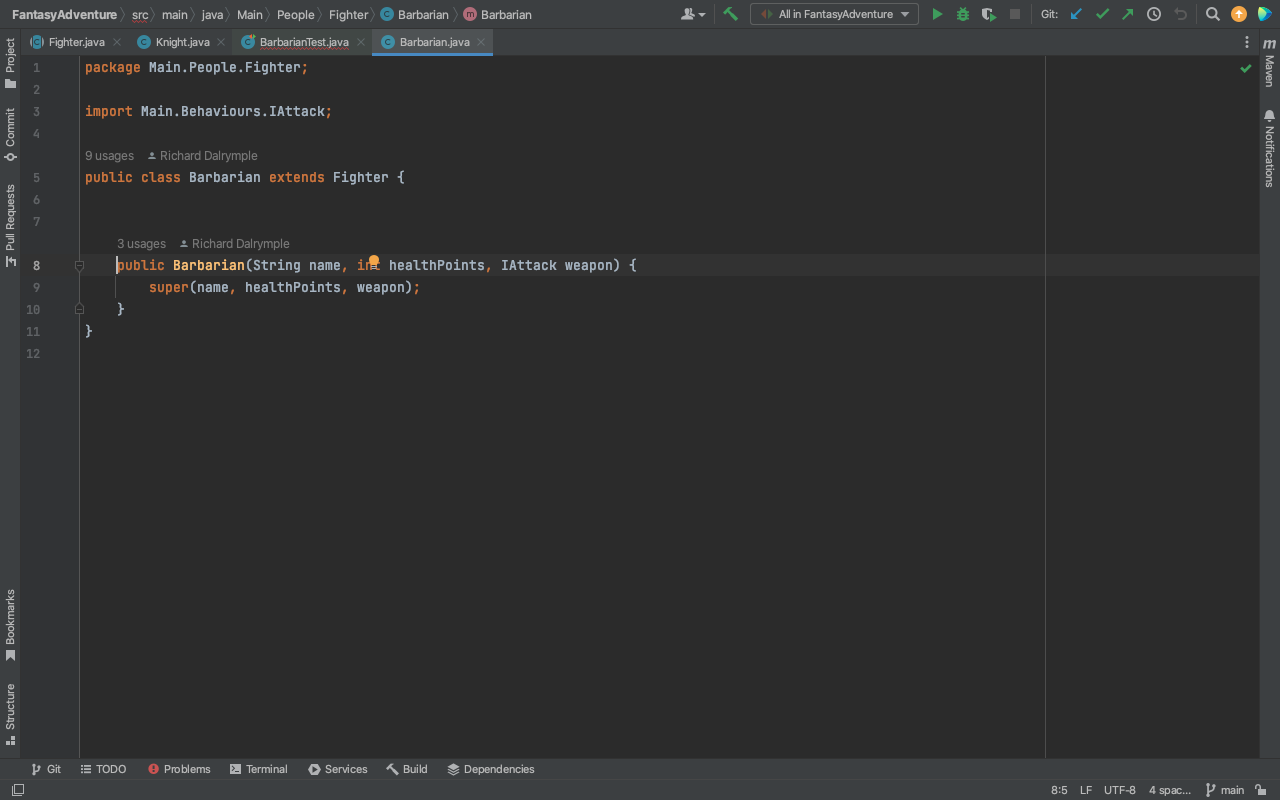 FantasyAdventure src main java Main People Fighter Barbarian Barbarian All in FantasyAdventure Git:
Fighter.java Knight.java BarbarianTest.java Barbarian.java
Project
Commit
Pull Requests
Bookmarks
Structure
1 package Main.People.Fighter;
2
3 import Main.Behaviours.IAttack;
4
9 usages Richard Dalrymple
5 public class Barbarian extends Fighter {
6
7
3 usages Richard Dalrymple
8 public Barbarian(String name, int healthPoints, IAttack weapon) {
9 super(name, healthPoints, weapon);
10 }
11 }
12
Maven
Notifications
Git TODO Problems Terminal Services Build Dependencies
8:5 LF UTF-8 4 spac... main